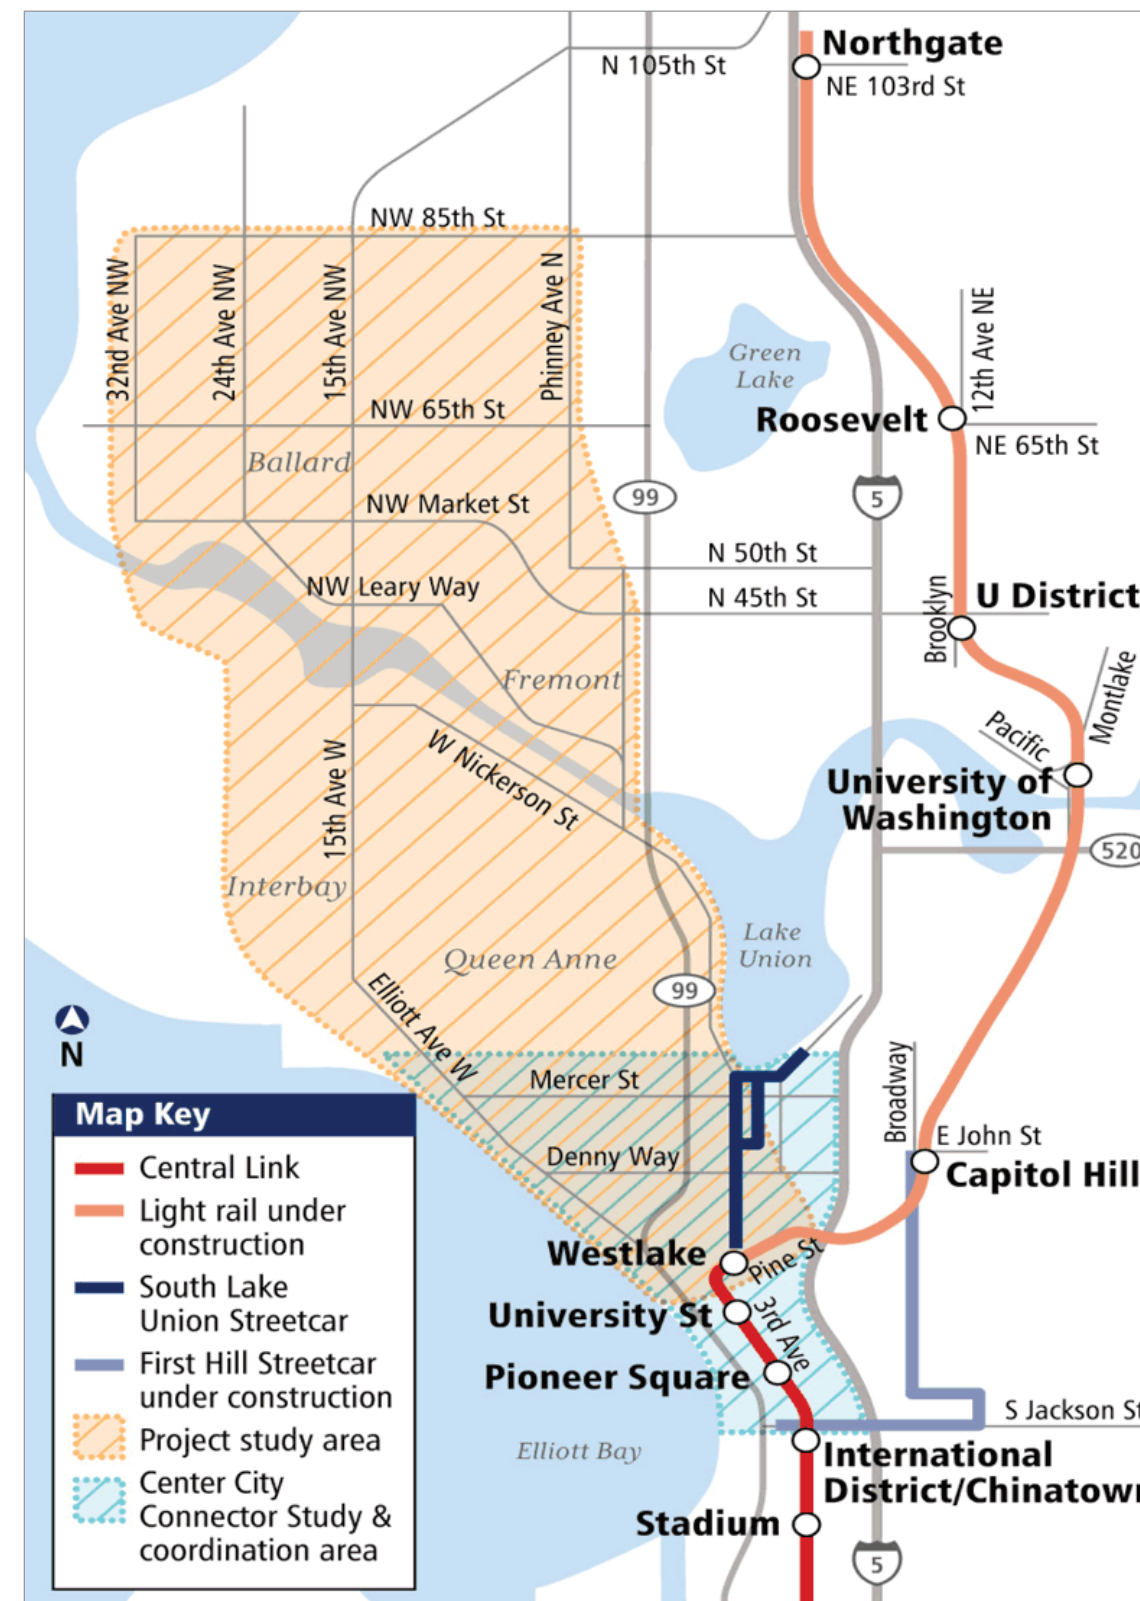 Northgate
N 105th St
NE 103rd St
NW 85th St
32nd Ave NW
24th Ave NW
15th Ave NW
Phinney Ave N
12th Ave NE
Green
Lake
NW 65th St
Roosevelt
NE 65th St
Ballard
99
5
NW Market St
N 50th St
NW Leary Way
N 45th St
Brooklyn
U District
Fremont
Montlake
Pacific
W Nickerson St
15th Ave W
University of
Washington
520
Interbay
Queen Anne
Lake
Union
99
Elliott Ave W
N
Mercer St
Broadway
E John St
Denny Way
Capitol Hill
Westlake
Pine St
University St
3rd Ave
Pioneer Square
S Jackson St
Elliott Bay
International
District/Chinatown
Stadium
5
Map Key
Central Link
Light rail under
construction
South Lake
Union Streetcar
First Hill Streetcar
under construction
Project study area
Center City
Connector Study &
coordination area